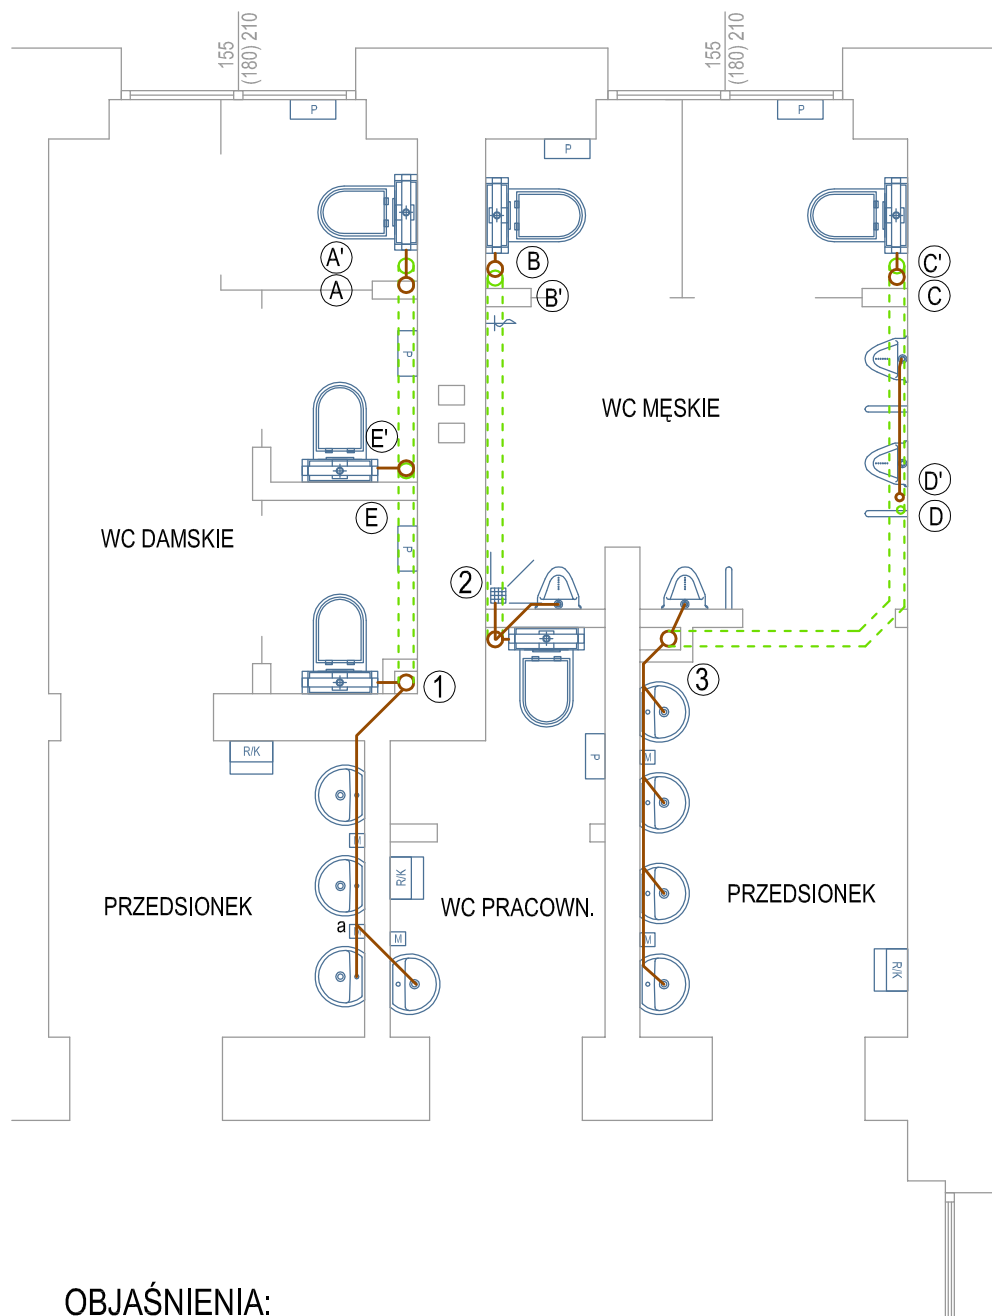 155
(180) 210
155
(180) 210
P
P
P
A'
A
B
B'
C'
C
P
WC MĘSKIE
E'
E
D'
D
WC DAMSKIE
P
2
1
3
R/K
P
M
M
R/K
PRZEDSIONEK
WC PRACOWN.
PRZEDSIONEK
a
M
M
M
R/K
OBJAŚNIENIA: